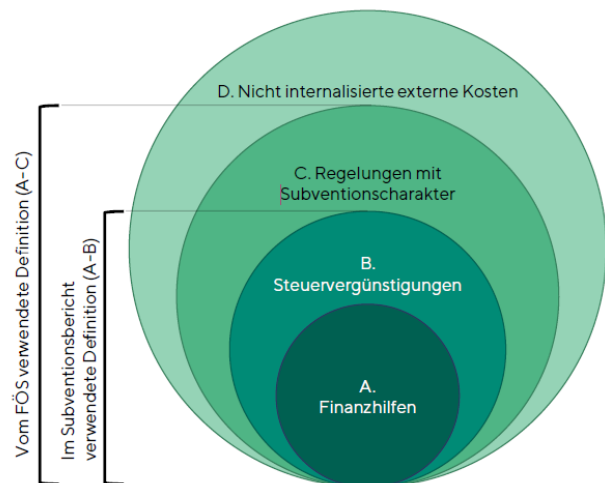 D. Nicht internalisierte externe Kosten
C. Regelungen mit
Subventionscharakter
B.
Steuervergünstigungen
A.
Finanzhilfen
Vom FÖS verwendete Definition (A-C)
Im Subventionsbericht
verwendete Definition (A-B)